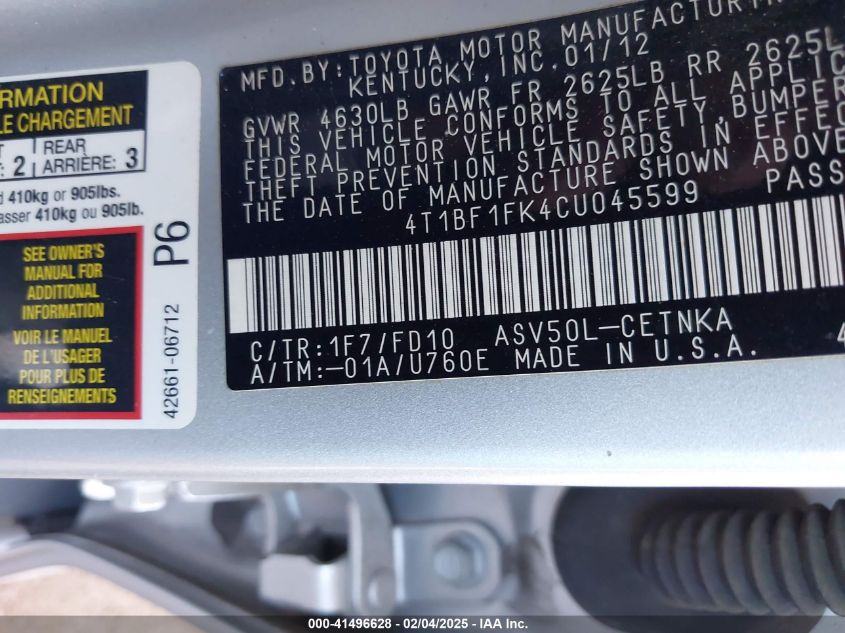 RMATION
LE CHARGEMENT
2 REAR
ARRIÈRE: 3
410kg or 905lbs.
asser 410kg ou 905lb.
SEE OWNER'S
MANUAL FOR
ADDITIONAL
INFORMATION
VOIR LE MANUEL
DE L'USAGER
POUR PLUS DE
RENSEIGNEMENTS
P6
42661-06712
MFD. BY: TOYOTA MOTOR MANUFACTURIN
KENTUCKY, INC. 01/12
GVWR 4630LB GAWR FR 2625LB RR 2625L
THIS VEHICLE CONFORMS TO ALL APPLIC
FEDERAL MOTOR VEHICLE SAFETY, BUMPER
THEFT PREVENTION STANDARDS IN EFFEC
THE DATE OF MANUFACTURE SHOWN ABOVE
4T1BF1FK4CU045599 PASS
C/TR: 1F7/FD10 ASV50L-CETNKA
A/TM: -01A/U760E MADE IN U.S.A.
000-41496628 - 02/04/2025 - IAA Inc.